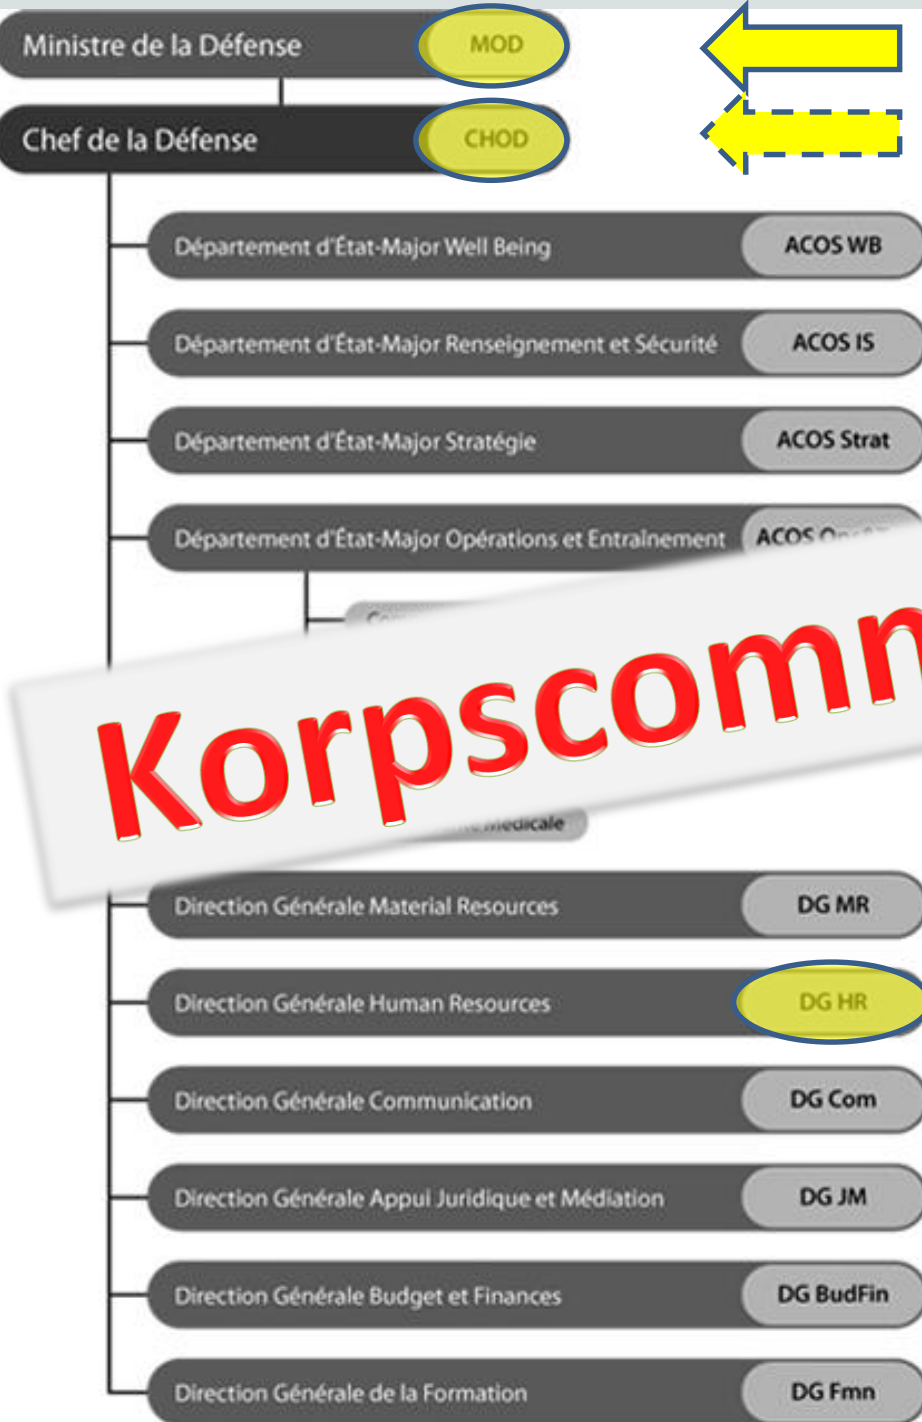 Ministre de la Défense MOD
Chef de la Défense CHOD
Département d'État-Major Well Being ACOS WB
Département d'État-Major Renseignement et Sécurité ACOS IS
Département d'État-Major Stratégie ACOS Strat
Département d'État-Major Opérations et Entraînement ACOS
Korpscomm
Médicale
Direction Générale Material Resources DG MR
Direction Générale Human Resources DG HR
Direction Générale Communication DG Com
Direction Générale Appui Juridique et Médiation DG JM
Direction Générale Budget et Finances DG BudFin
Direction Générale de la Formation DG Fmn